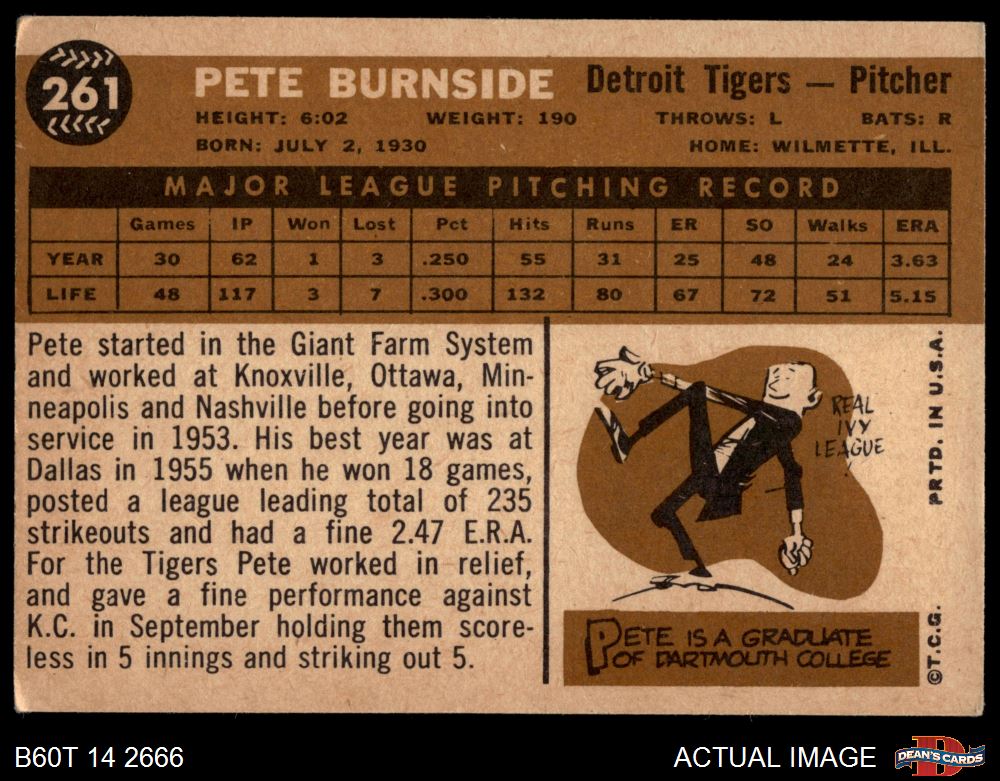 261
PETE BURNSIDE Detroit Tigers — Pitcher
HEIGHT: 6:02 WEIGHT: 190 THROWS: L BATS: R
BORN: JULY 2, 1930 HOME: WILMETTE, ILL.
MAJOR LEAGUE PITCHING RECORD
Games IP Won Lost Pct Hits Runs ER SO Walks ERA
YEAR 30 62 1 3 .250 55 31 25 48 24 3.63
LIFE 48 117 3 7 .300 132 80 67 72 51 5.15
Pete started in the Giant Farm System
and worked at Knoxville, Ottawa, Min-
neapolis and Nashville before going into
service in 1953. His best year was at
Dallas in 1955 when he won 18 games,
posted a league leading total of 235
strikeouts and had a fine 2.47 E.R.A.
For the Tigers Pete worked in relief,
and gave a fine performance against
K.C. in September holding them score-
less in 5 innings and striking out 5.
REAL
IVY
LEAGUE
!
PETE IS A GRADUATE
OF DARTMOUTH COLLEGE
PRTD. IN U.S.A.
©T.C.G.
B60T 14 2666
ACTUAL IMAGE
D
DEAN'S CARDS